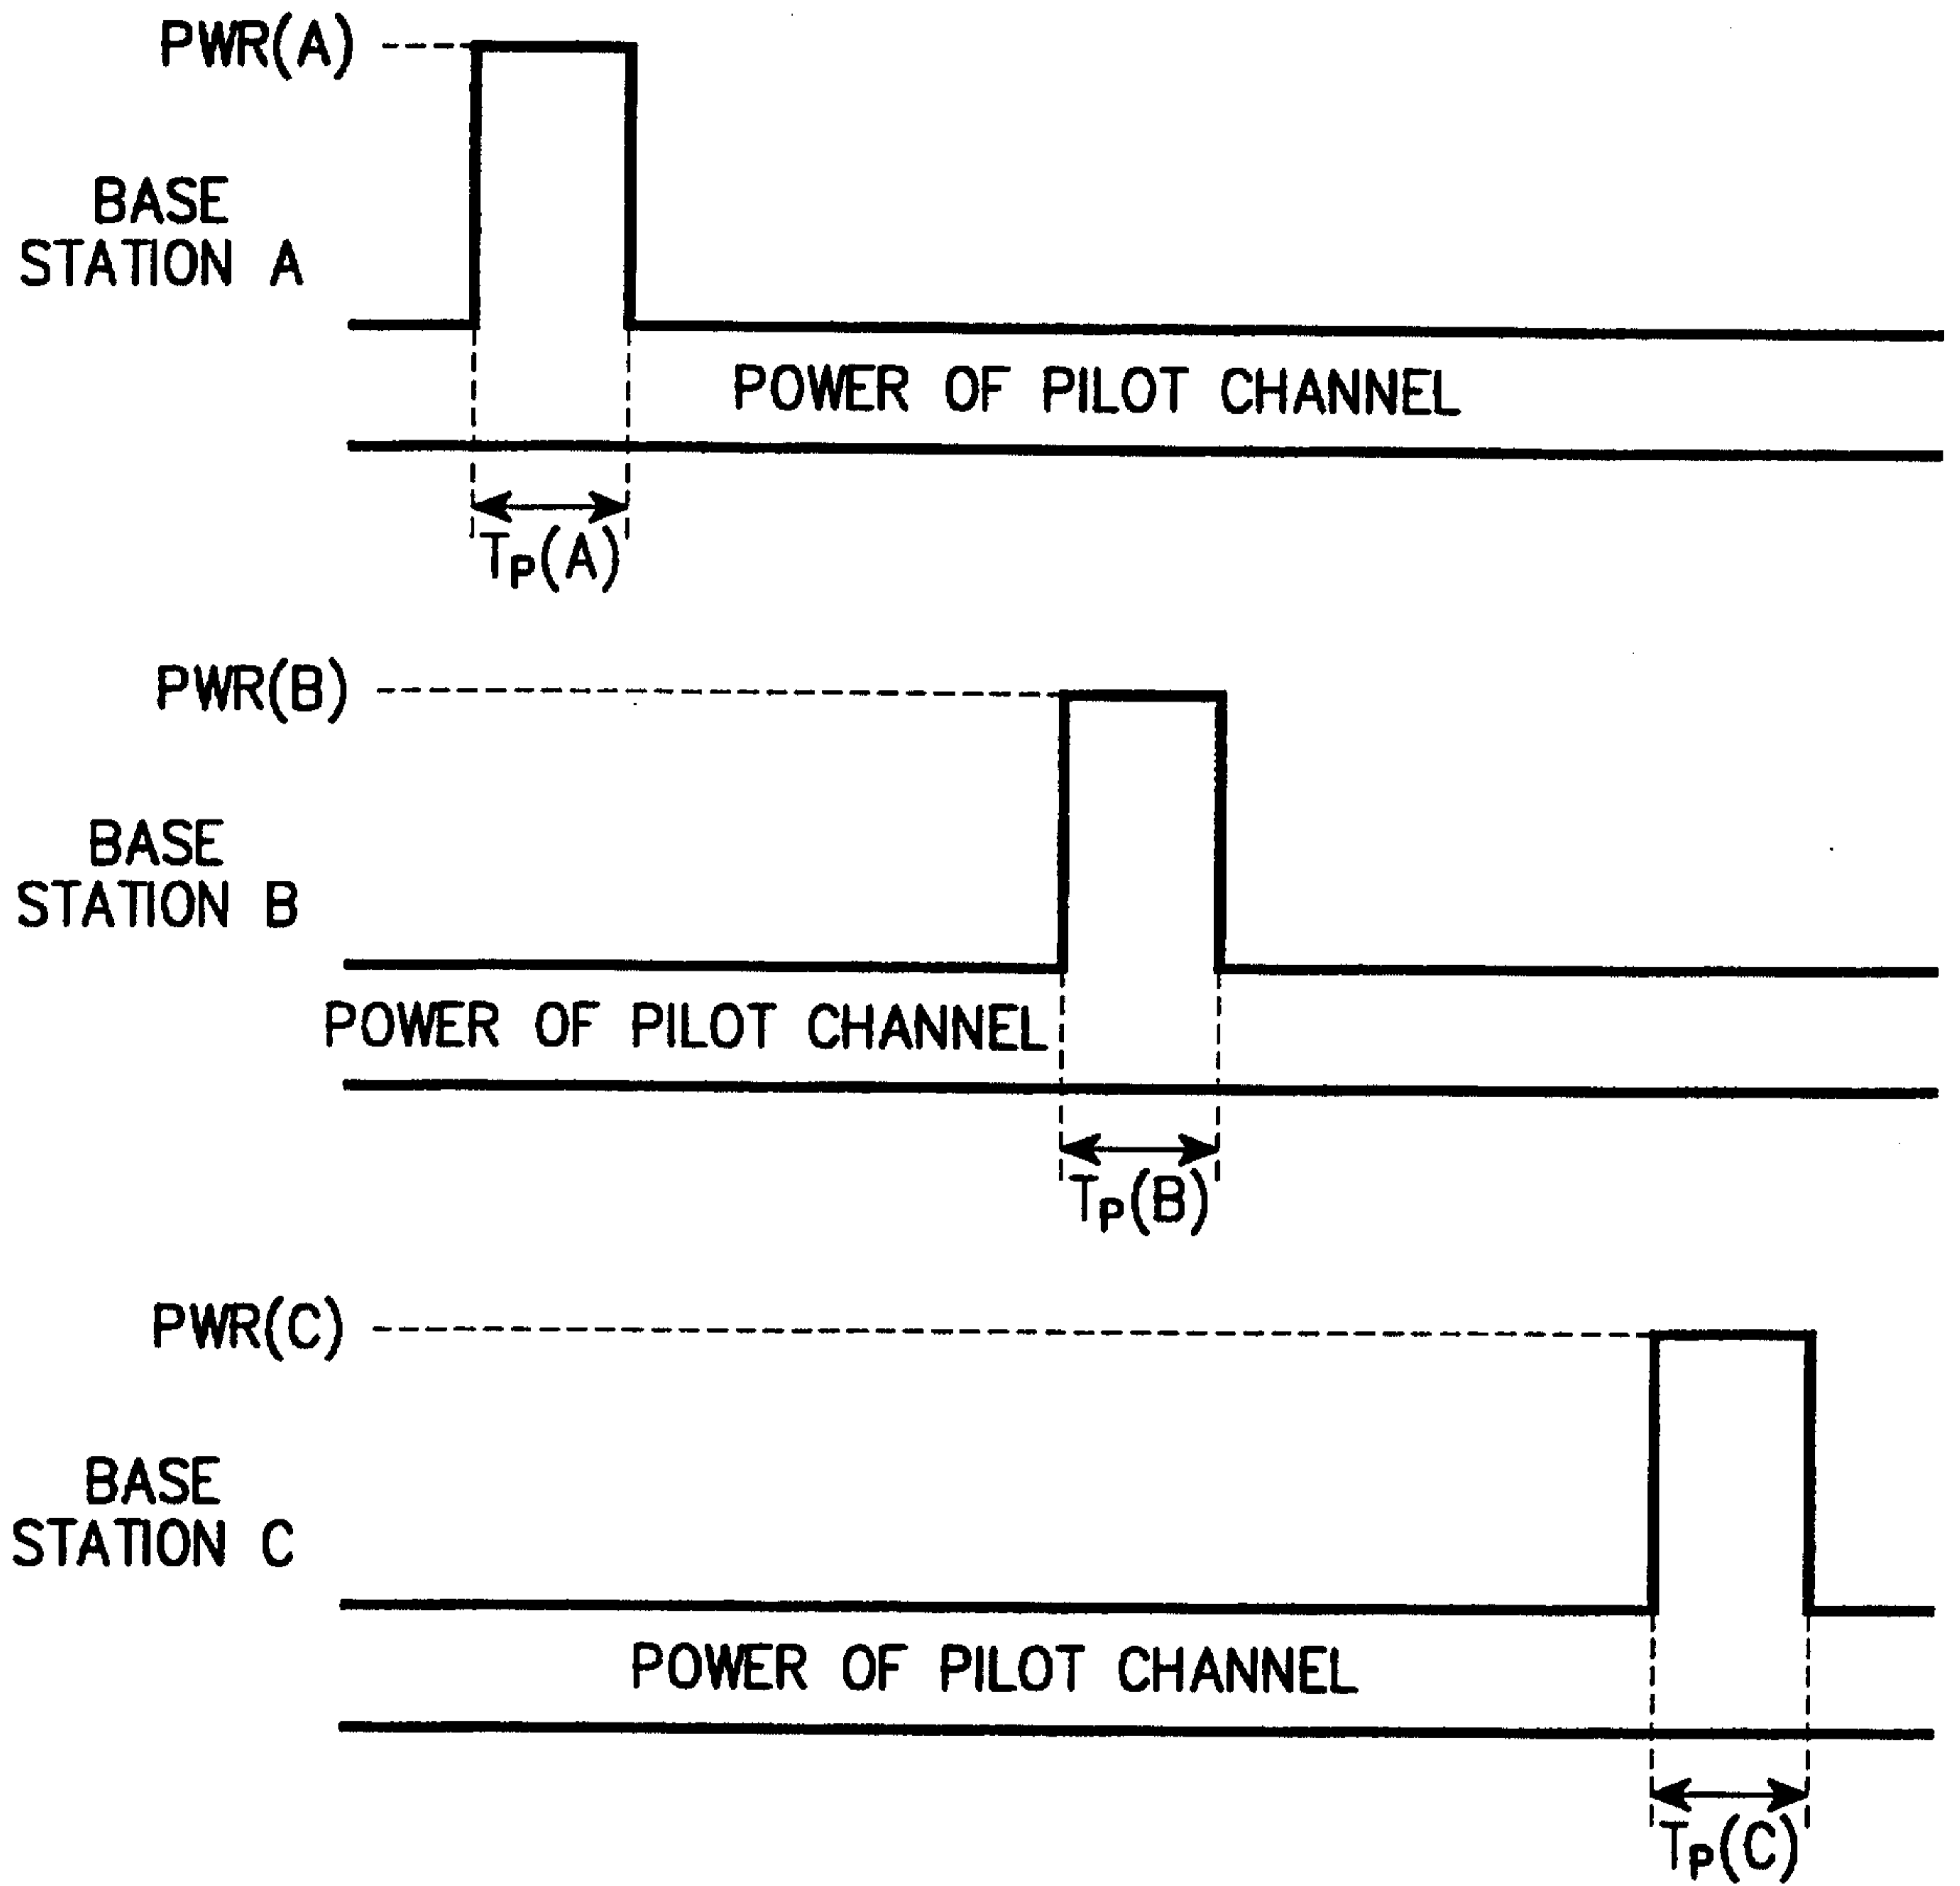 PWR(A)
BASE
STATION A
POWER OF PILOT CHANNEL
TP(A)
PWR(B)
BASE
STATION B
POWER OF PILOT CHANNEL
TP(B)
PWR(C)
BASE
STATION C
POWER OF PILOT CHANNEL
TP(C)